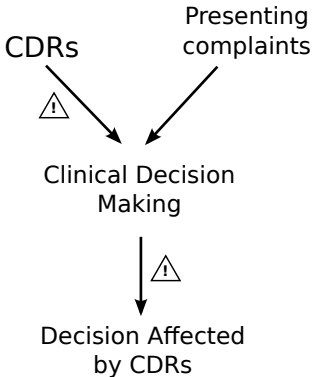 CDRs
Presenting
complaints
!
Clinical Decision
Making
!
Decision Affected
by CDRs